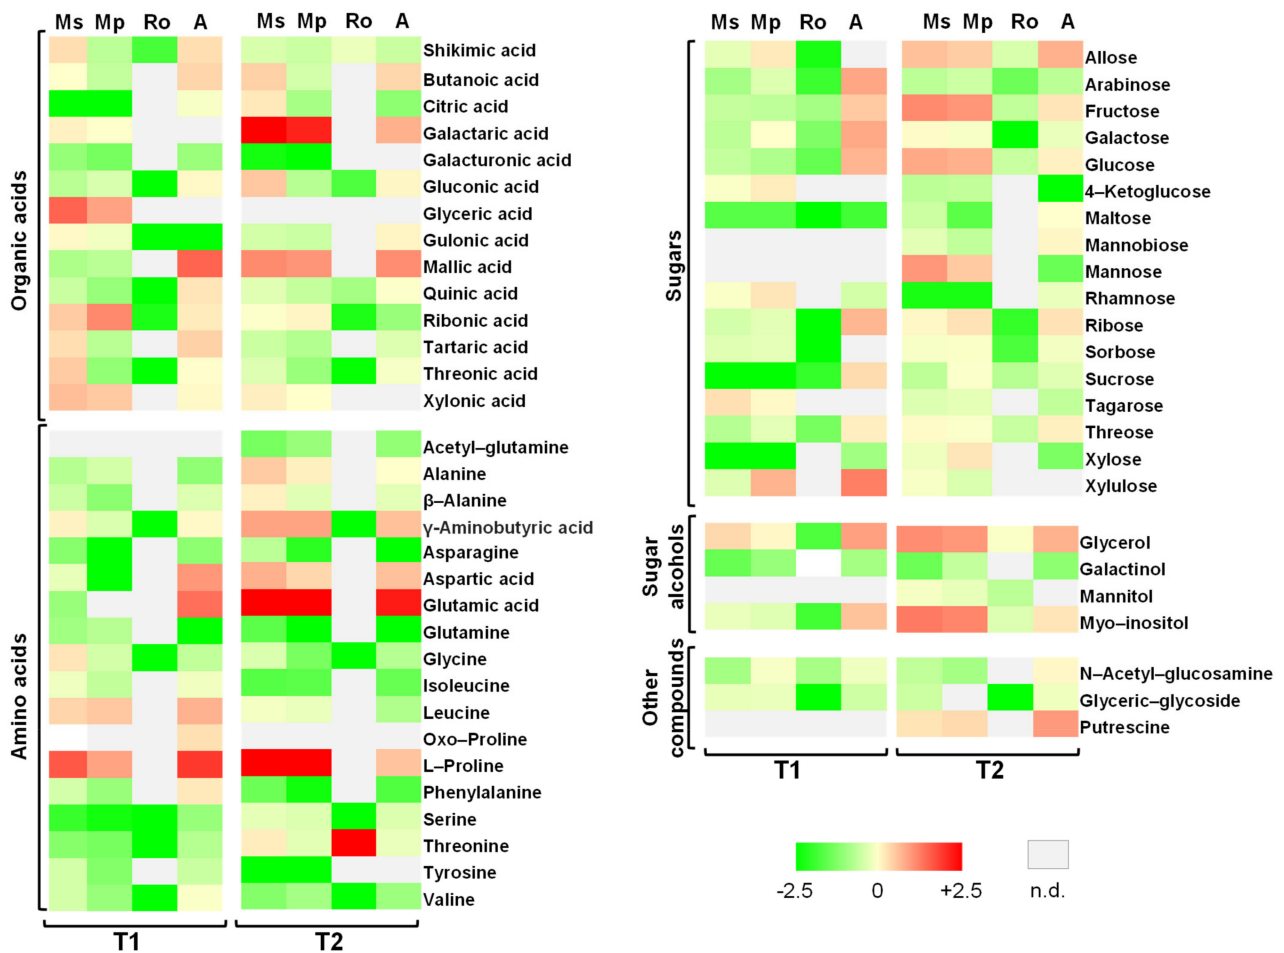 Ms Mp Ro A Ms Mp Ro A
Organic acids
Shikimic acid
Butanoic acid
Citric acid
Galactaric acid
Galacturonic acid
Gluconic acid
Glyceric acid
Gulonic acid
Mallic acid
Quinic acid
Ribonic acid
Tartaric acid
Threonic acid
Xylonic acid
Amino acids
Acetyl–glutamine
Alanine
β–Alanine
γ-Aminobutyric acid
Asparagine
Aspartic acid
Glutamic acid
Glutamine
Glycine
Isoleucine
Leucine
Oxo–Proline
L–Proline
Phenylalanine
Serine
Threonine
Tyrosine
Valine
T1 T2
Ms Mp Ro A Ms Mp Ro A
Sugars
Allose
Arabinose
Fructose
Galactose
Glucose
4–Ketoglucose
Maltose
Mannobiose
Mannose
Rhamnose
Ribose
Sorbose
Sucrose
Tagarose
Threose
Xylose
Xylulose
Sugar
alcohols
Glycerol
Galactinol
Mannitol
Myo–inositol
Other
compounds
N–Acetyl–glucosamine
Glyceric–glycoside
Putrescine
T1 T2
-2.5 0 +2.5 n.d.